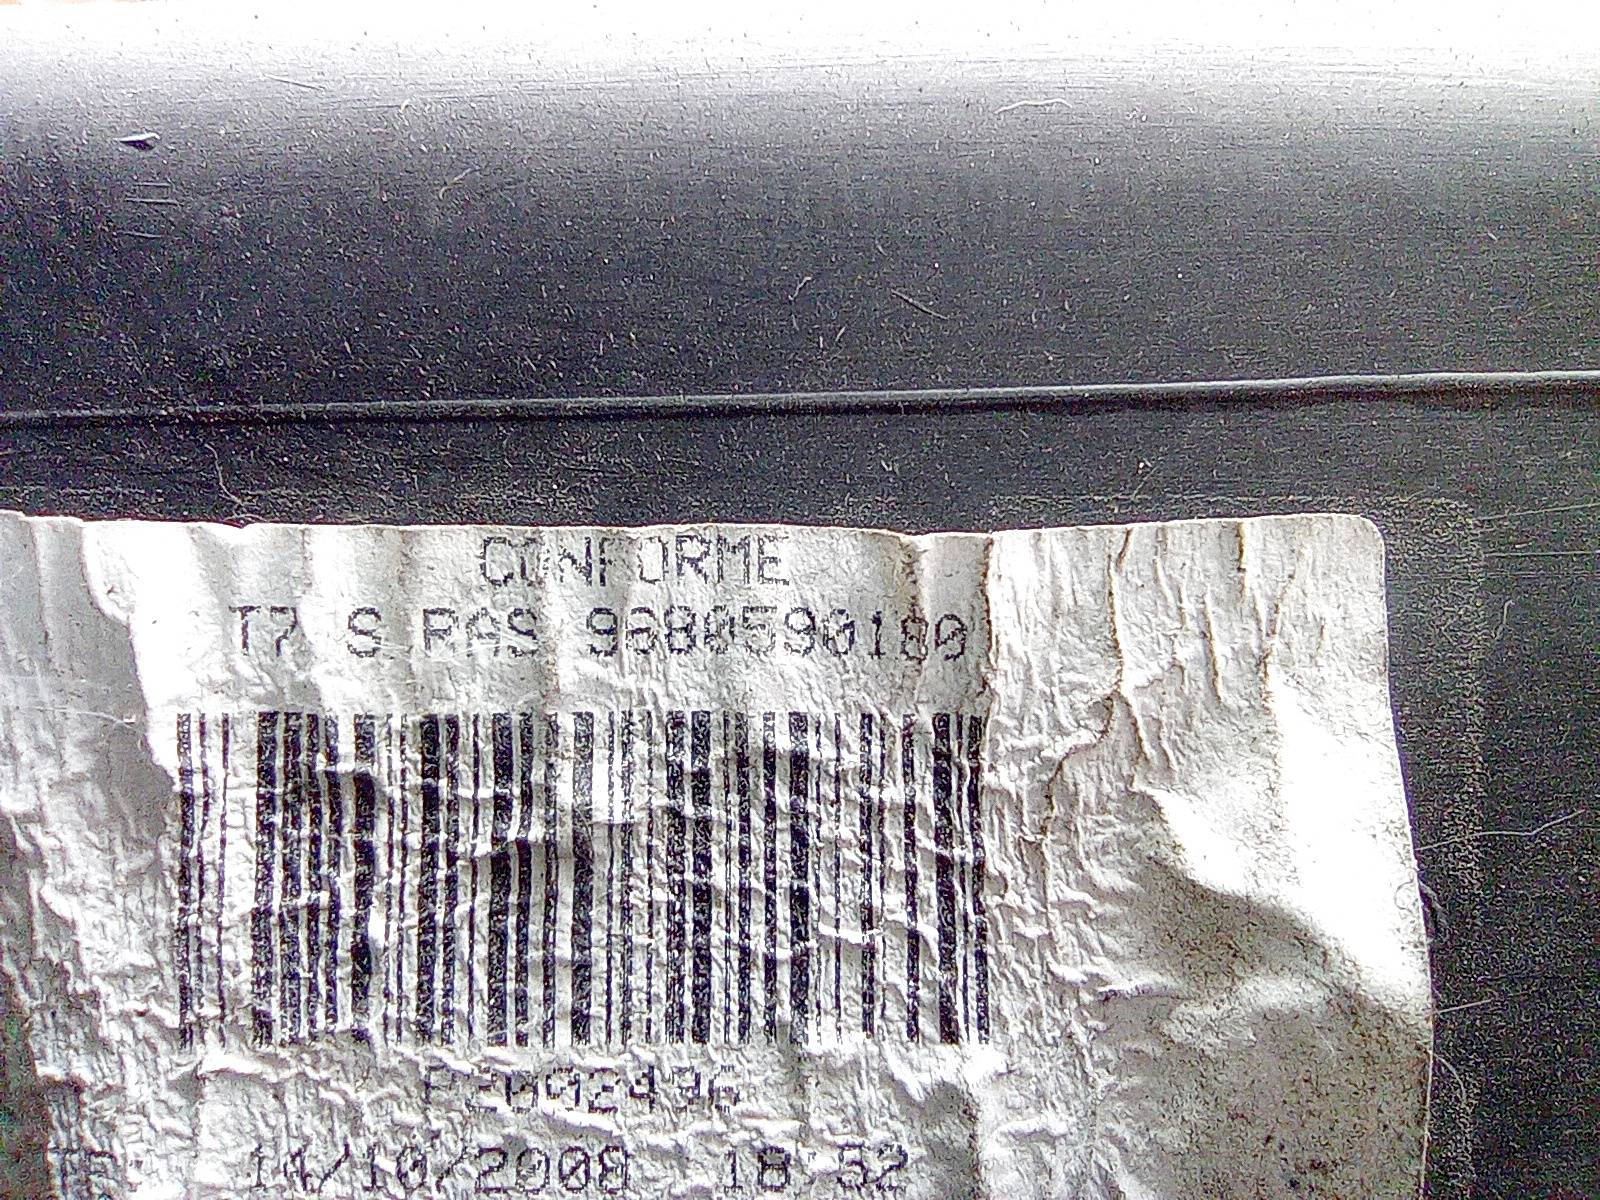 CONFORME
T7 S RAS 9680590180
14/10/2008 18 52